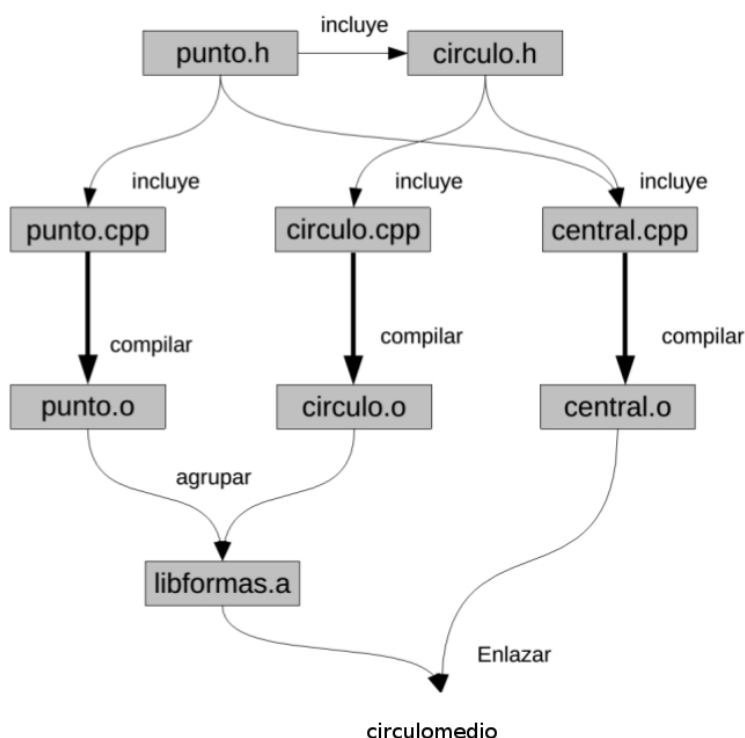 incluye
punto.h
circulo.h
incluye
incluye
incluye
punto.cpp
circulo.cpp
central.cpp
compilar
compilar
compilar
punto.o
circulo.o
central.o
agrupar
libformas.a
Enlazar
circulomedio